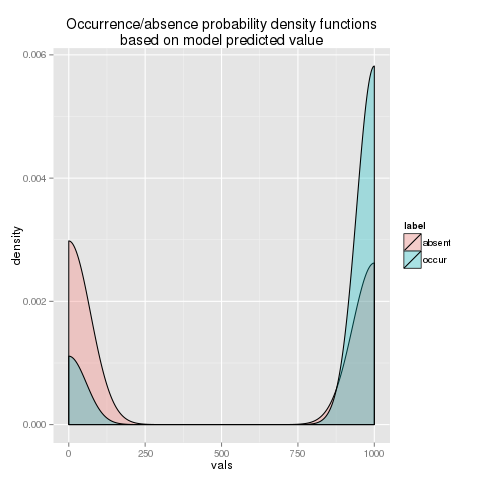 Occurrence/absence probability density functions
based on model predicted value
0.006
0.004
0.002
0.000
density
0 250 500 750 1000
vals
label
absent
occur